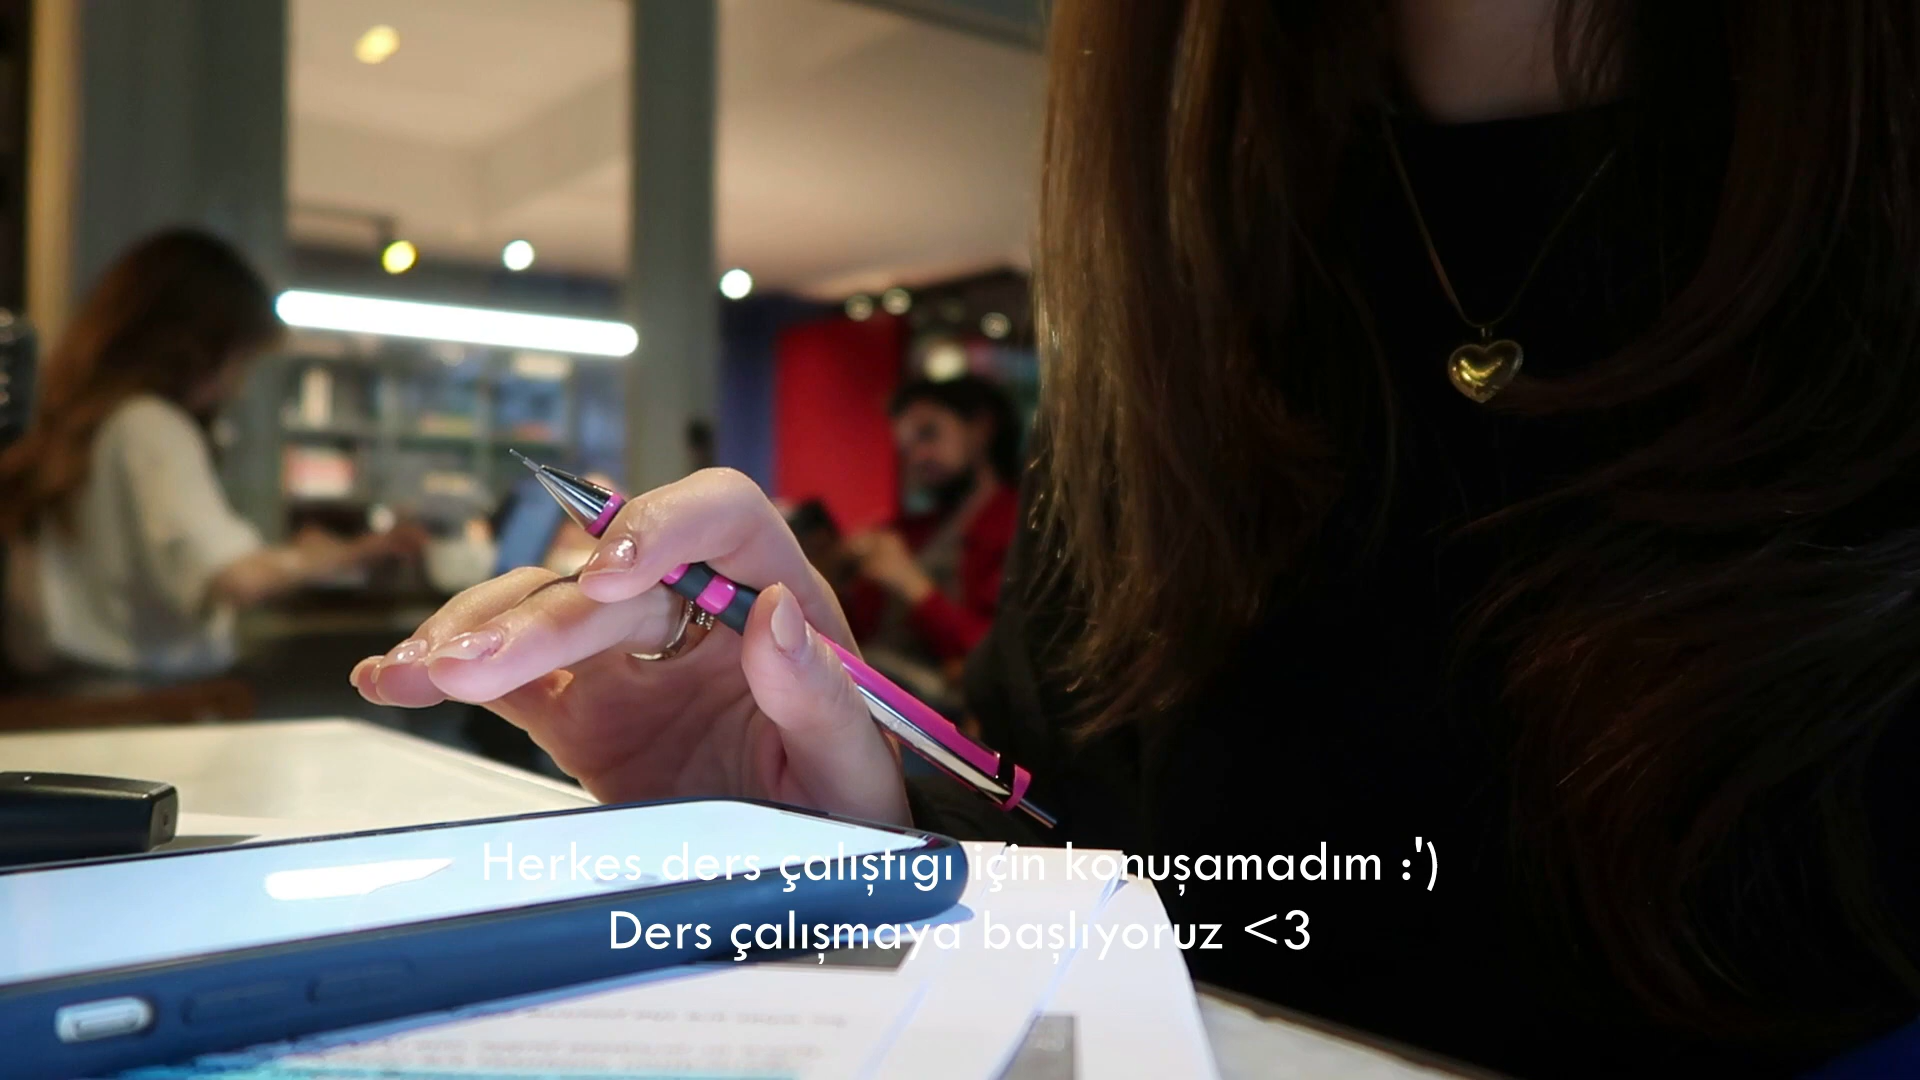 Herkes ders çalıştıgı için konuşamadım :')
Ders çalışmaya başlıyoruz <3